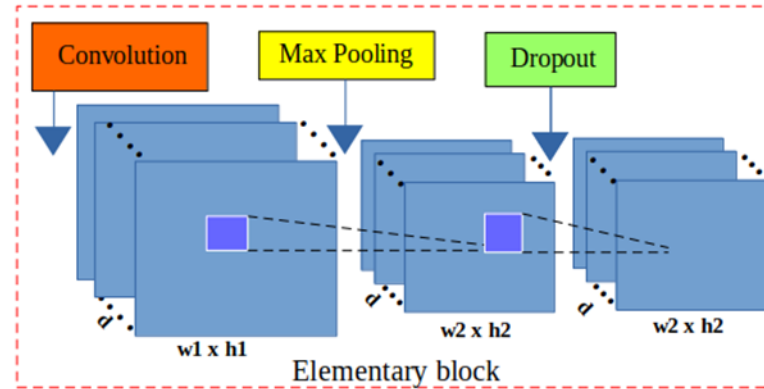 Convolution
Max Pooling
Dropout
d
w1 x h1
d
w2 x h2
d
w2 x h2
Elementary block